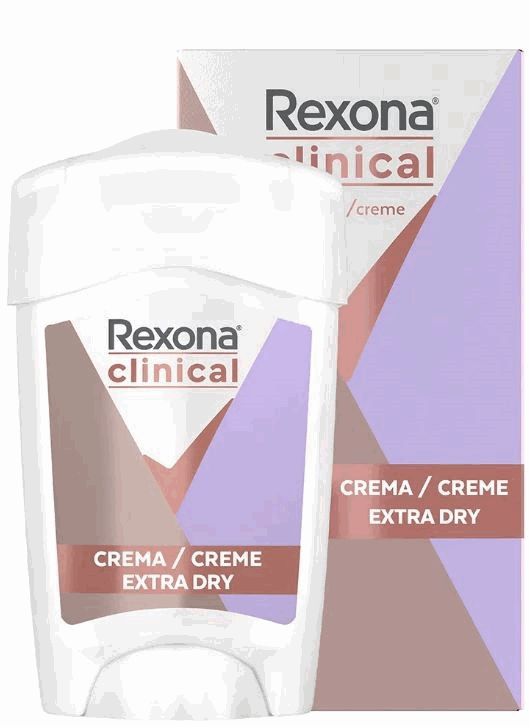 Rexona®
clinical
/creme
CREMA / CREME
EXTRA DRY
Rexona®
clinical
CREMA / CREME
EXTRA DRY